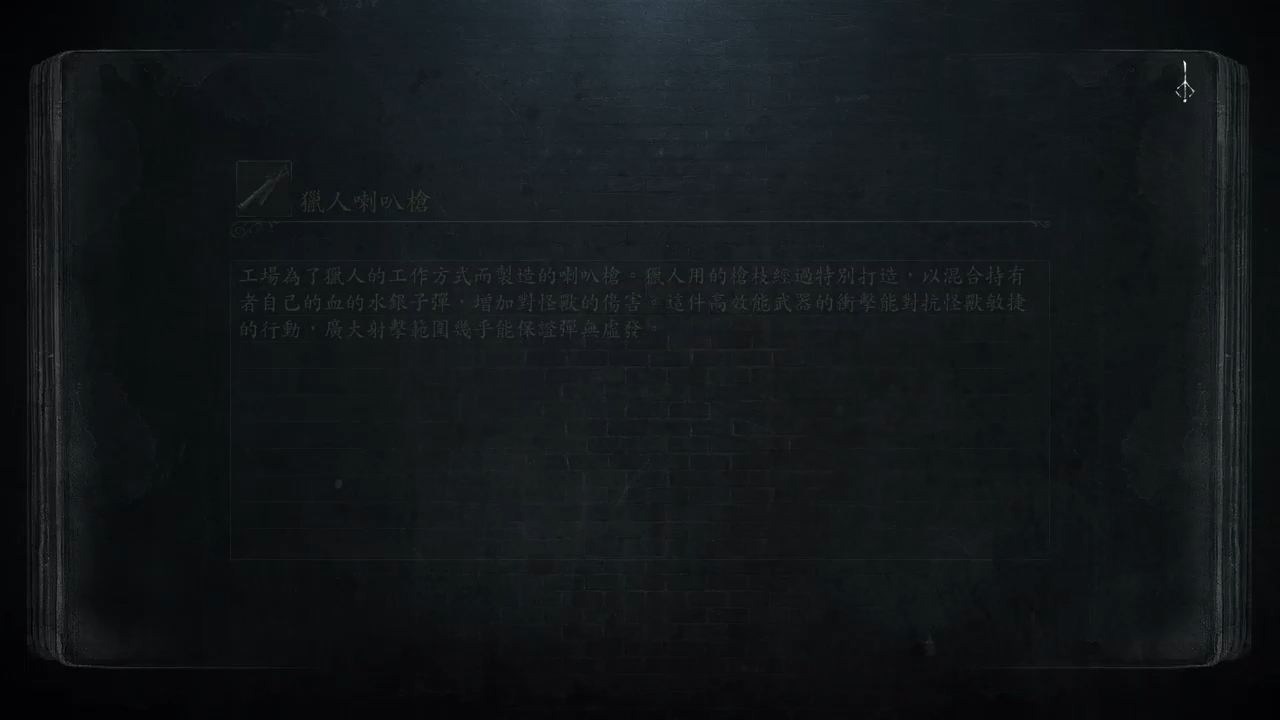 獵人喇叭槍
工場為了獵人的工作方式而製造的喇叭槍。獵人用的槍枝經過特別打造，以混合持有
者自己的血的水銀子彈，增加對怪獸的傷害。這件高效能武器的衝擊能對抗怪獸敏捷
的行動，廣大射擊範圍幾乎能保證彈無虛發。